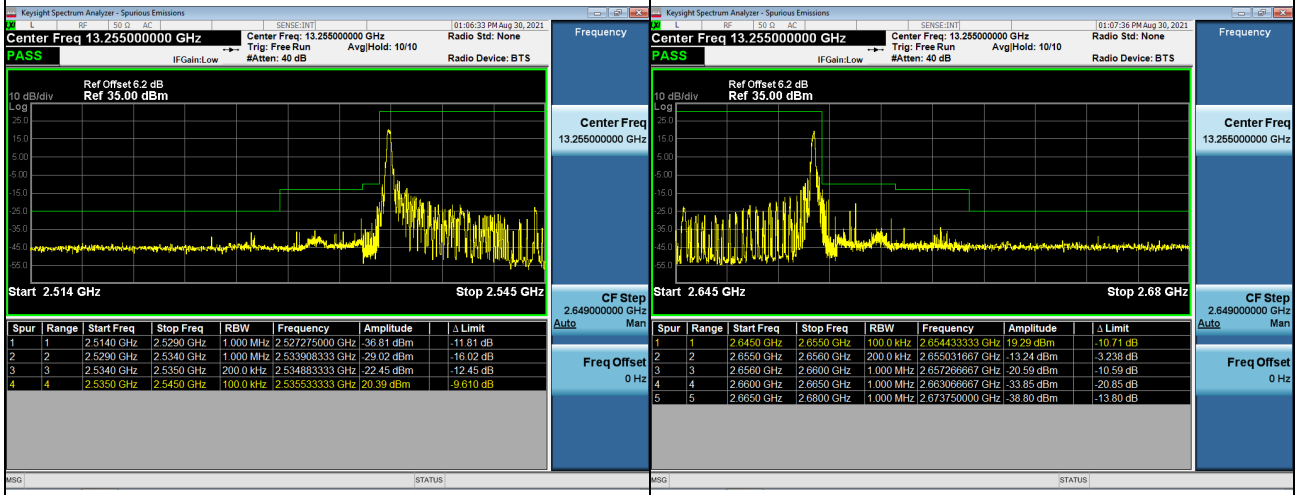 Keysight Spectrum Analyzer - Spurious Emissions
L RF 50 Ω AC SENSE:INT 01:06:33 PM Aug 30, 2021
Center Freq 13.255000000 GHz
Center Freq: 13.255000000 GHz
Radio Std: None
Trig: Free Run Avg|Hold: 10/10
PASS
IFGain:Low
#Atten: 40 dB
Radio Device: BTS
Ref Offset 6.2 dB
10 dB/div Ref 35.00 dBm
Log
25.0
15.0
5.00
-5.00
-15.0
-25.0
-35.0
-45.0
-55.0
Start 2.514 GHz Stop 2.545 GHz
Spur Range Start Freq Stop Freq RBW Frequency Amplitude Δ Limit
1 1 2.5140 GHz 2.5290 GHz 1.000 MHz 2.527275000 GHz -36.81 dBm -11.81 dB
2 2 2.5290 GHz 2.5340 GHz 1.000 MHz 2.533908333 GHz -29.02 dBm -16.02 dB
3 3 2.5340 GHz 2.5350 GHz 200.0 kHz 2.534883333 GHz -22.45 dBm -12.45 dB
4 4 2.5350 GHz 2.5450 GHz 100.0 kHz 2.535533333 GHz 20.39 dBm -9.610 dB
MSG STATUS
Frequency
Center Freq
13.255000000 GHz
CF Step
2.649000000 GHz
Auto Man
Freq Offset
0 Hz
Keysight Spectrum Analyzer - Spurious Emissions
L RF 50 Ω AC SENSE:INT 01:07:36 PM Aug 30, 2021
Center Freq 13.255000000 GHz
Center Freq: 13.255000000 GHz
Radio Std: None
Trig: Free Run Avg|Hold: 10/10
PASS
IFGain:Low
#Atten: 40 dB
Radio Device: BTS
Ref Offset 6.2 dB
10 dB/div Ref 35.00 dBm
Log
25.0
15.0
5.00
-5.00
-15.0
-25.0
-35.0
-45.0
-55.0
Start 2.645 GHz Stop 2.68 GHz
Spur Range Start Freq Stop Freq RBW Frequency Amplitude Δ Limit
1 1 2.6450 GHz 2.6550 GHz 100.0 kHz 2.654433333 GHz 19.29 dBm -10.71 dB
2 2 2.6550 GHz 2.6560 GHz 200.0 kHz 2.655031667 GHz -13.24 dBm -3.238 dB
3 3 2.6560 GHz 2.6600 GHz 1.000 MHz 2.657266667 GHz -20.59 dBm -10.59 dB
4 4 2.6600 GHz 2.6650 GHz 1.000 MHz 2.663066667 GHz -33.85 dBm -20.85 dB
5 5 2.6650 GHz 2.6800 GHz 1.000 MHz 2.673750000 GHz -38.80 dBm -13.80 dB
MSG STATUS
Frequency
Center Freq
13.255000000 GHz
CF Step
2.649000000 GHz
Auto Man
Freq Offset
0 Hz